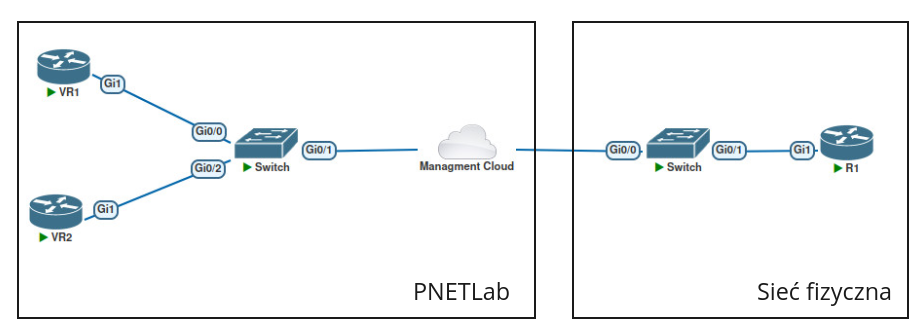 Gi1
VR1
Gi0/0
Switch
Gi0/1
Gi0/2
Gi1
VR2
Managment Cloud
PNETLab
Gi0/0
Switch
Gi0/1
Gi1
R1
Sieć fizyczna